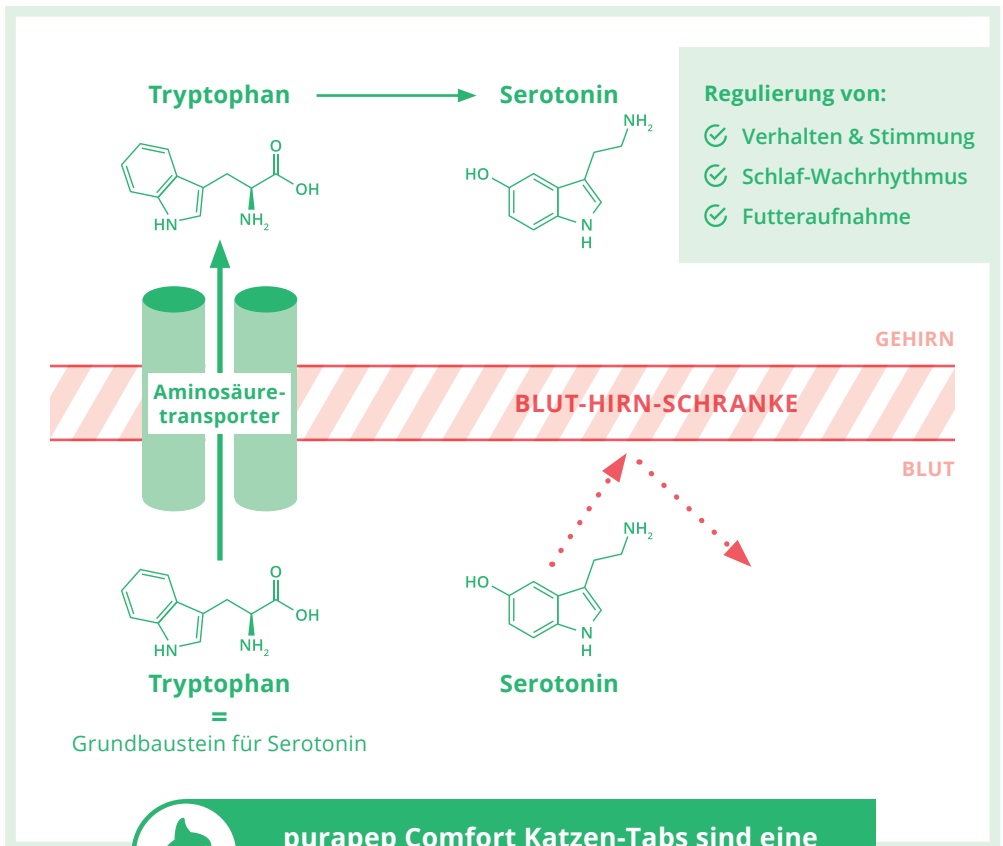 Tryptophan
Serotonin
Regulierung von:
Verhalten & Stimmung
Schlaf-Wachrhythmus
Futteraufnahme
O
OH
NH2
HN
NH2
HO
N
H
GEHIRN
Aminosäure-
transporter
BLUT-HIRN-SCHRANKE
BLUT
O
OH
NH2
HN
NH2
HO
N
H
Tryptophan
Serotonin
=
Grundbaustein für Serotonin
purapep Comfort Katzen-Tabs sind eine